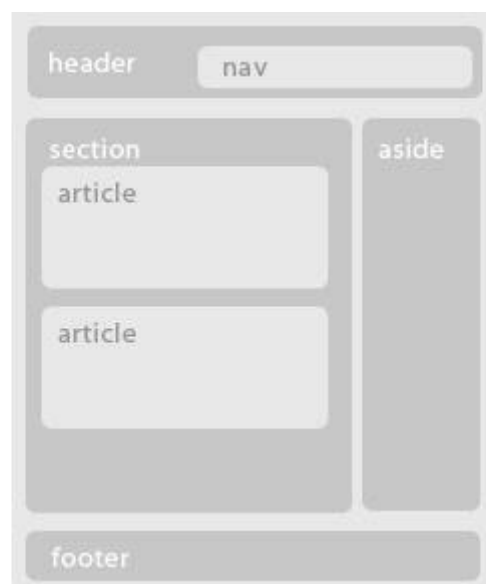 header
nav
section
aside
article
article
footer